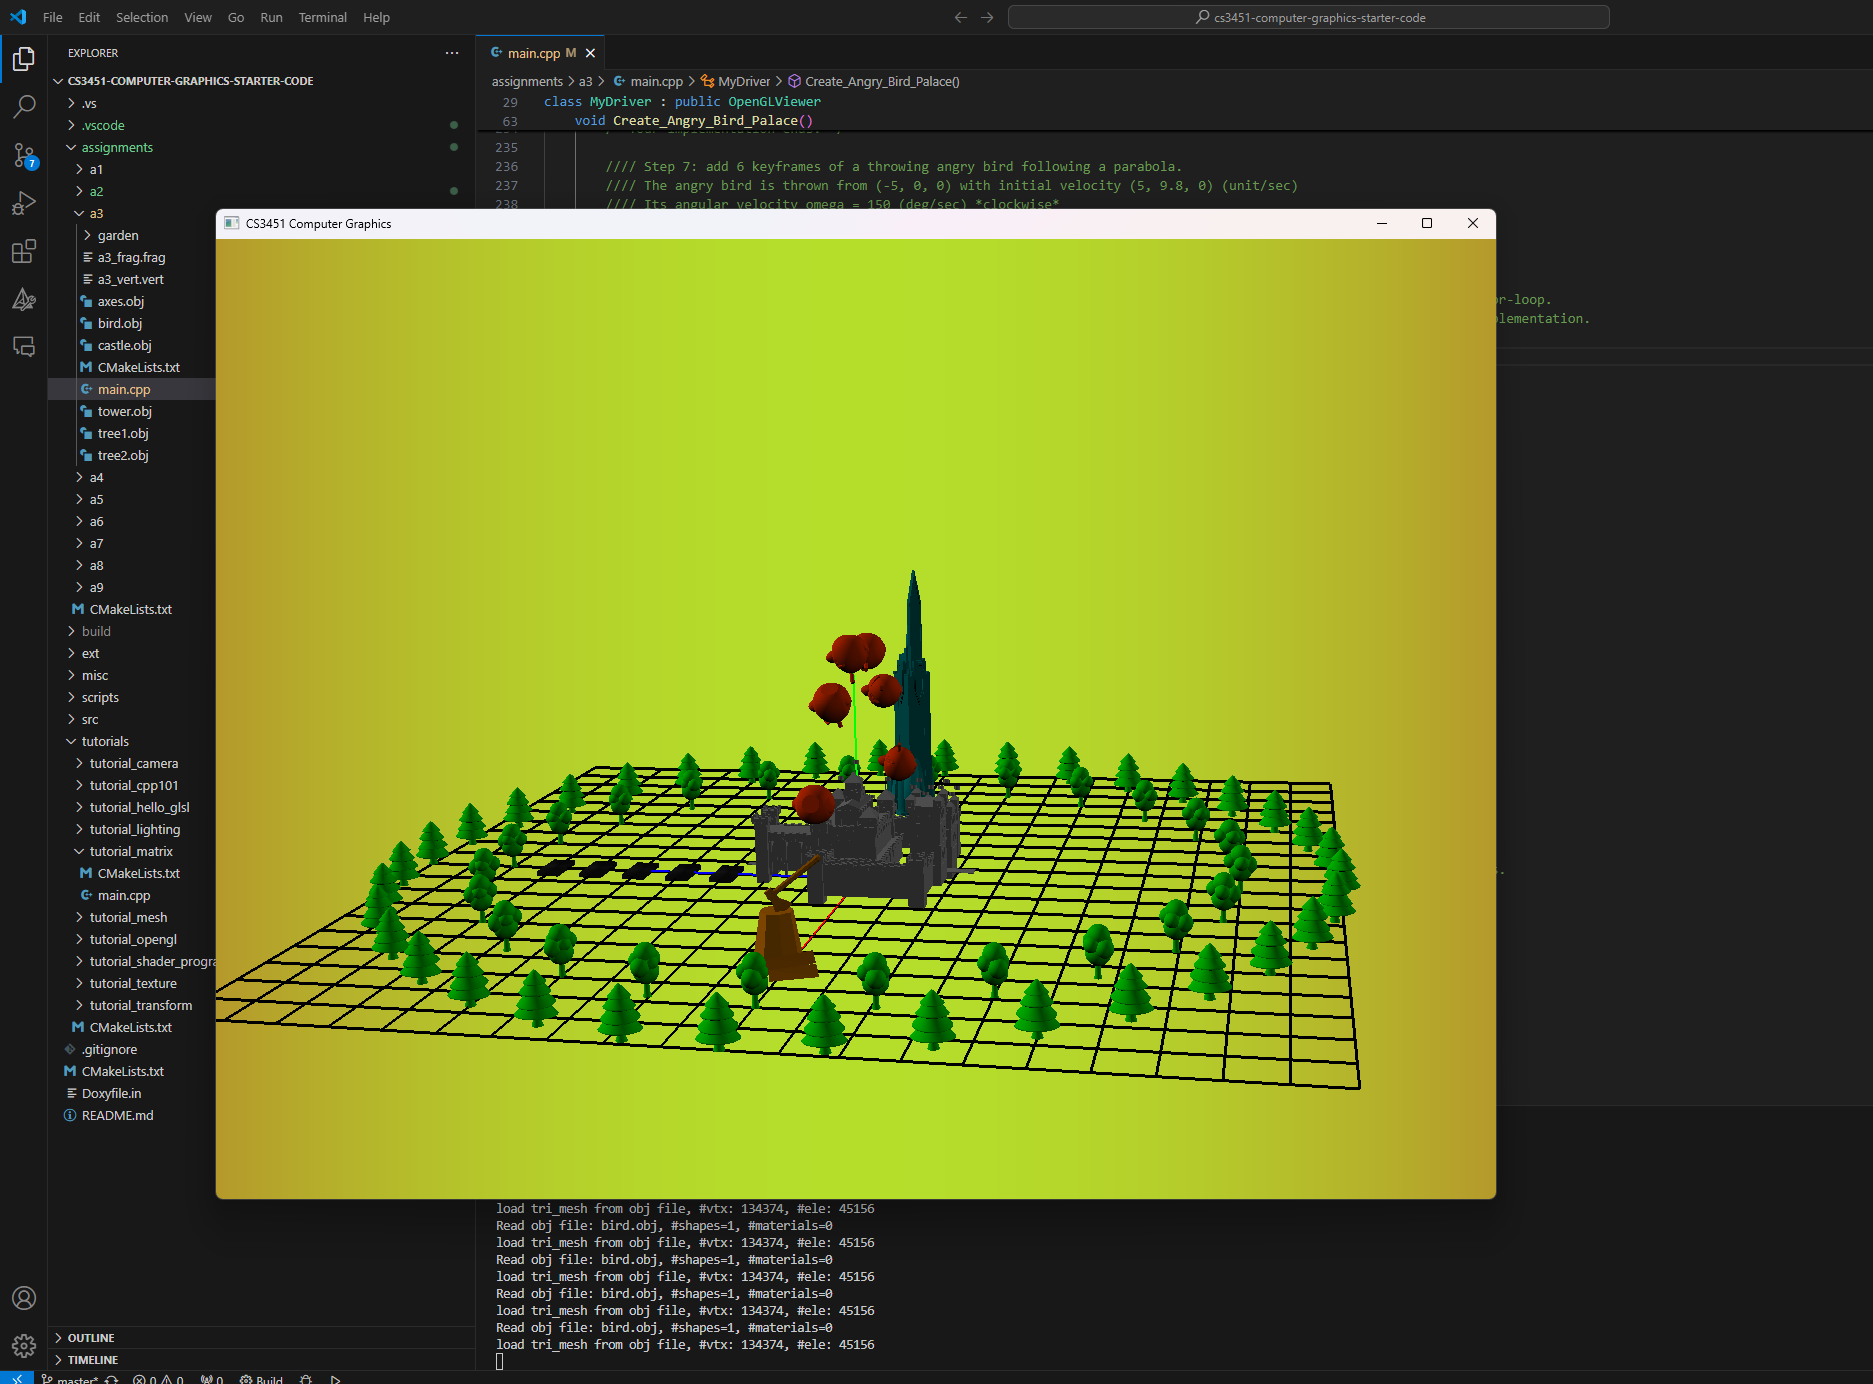 File Edit Selection View Go Run Terminal Help
cs3451-computer-graphics-starter-code
EXPLORER
main.cpp M
CS3451-COMPUTER-GRAPHICS-STARTER-CODE
assignments > a3 > main.cpp > MyDriver > Create_Angry_Bird_Palace()
.vs
29 class MyDriver : public OpenGLViewer
.vscode
63 void Create_Angry_Bird_Palace()
assignments
235
a1
236 //// Step 7: add 6 keyframes of a throwing angry bird following a parabola.
a2
237 //// The angry bird is thrown from (-5, 0, 0) with initial velocity (5, 9.8, 0) (unit/sec)
238 //// Its angular velocity omega = 150 (deg/sec) *clockwise*
a3
CS3451 Computer Graphics
garden
a3_frag.frag
a3_vert.vert
axes.obj
or-loop.
bird.obj
lementation.
castle.obj
CMakeLists.txt
main.cpp
tower.obj
tree1.obj
tree2.obj
a4
a5
a6
a7
a8
a9
CMakeLists.txt
build
ext
misc
scripts
src
tutorials
tutorial_camera
tutorial_cpp101
tutorial_hello_glsl
tutorial_lighting
tutorial_matrix
CMakeLists.txt
main.cpp
tutorial_mesh
tutorial_opengl
tutorial_shader_progra
tutorial_texture
tutorial_transform
CMakeLists.txt
.gitignore
CMakeLists.txt
Doxyfile.in
README.md
7
load tri_mesh from obj file, #vtx: 134374, #ele: 45156
Read obj file: bird.obj, #shapes=1, #materials=0
load tri_mesh from obj file, #vtx: 134374, #ele: 45156
Read obj file: bird.obj, #shapes=1, #materials=0
load tri_mesh from obj file, #vtx: 134374, #ele: 45156
Read obj file: bird.obj, #shapes=1, #materials=0
load tri_mesh from obj file, #vtx: 134374, #ele: 45156
Read obj file: bird.obj, #shapes=1, #materials=0
load tri_mesh from obj file, #vtx: 134374, #ele: 45156
OUTLINE
TIMELINE
master* 0 0 0 Build